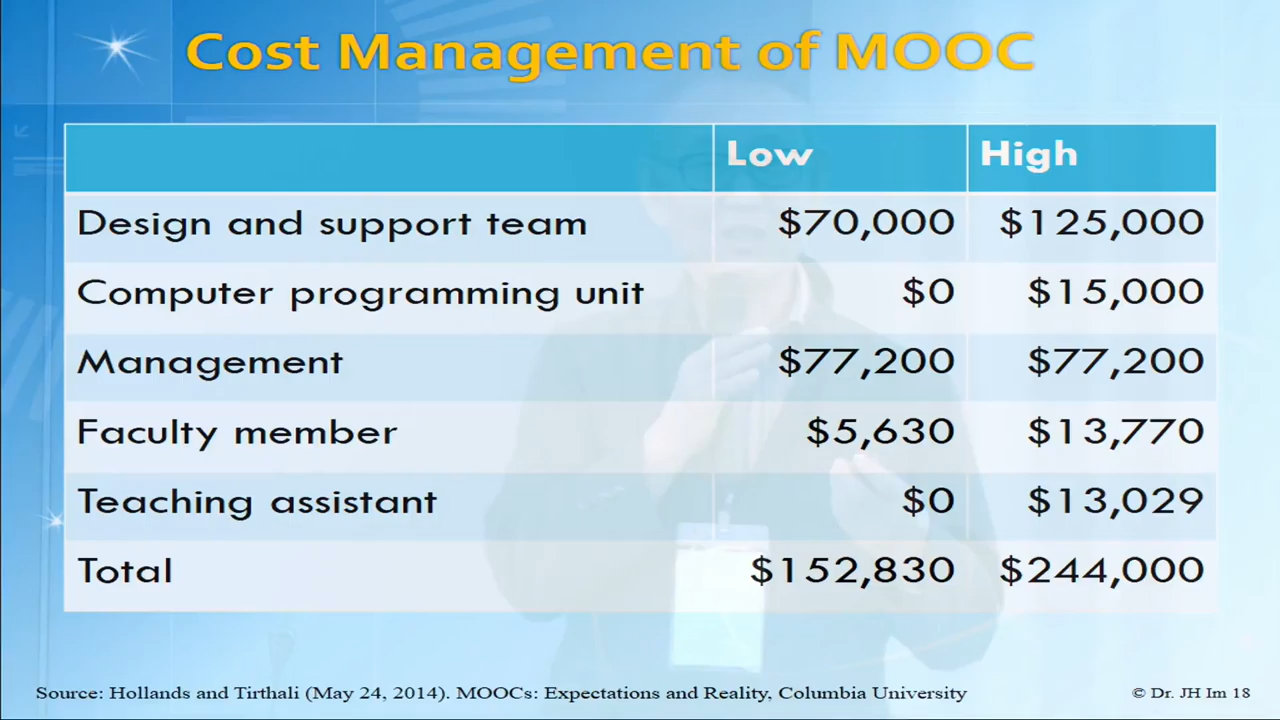 Cost Management of MOOC
Low High
Design and support team $70,000 $125,000
Computer programming unit $0 $15,000
Management $77,200 $77,200
Faculty member $5,630 $13,770
Teaching assistant $0 $13,029
Total $152,830 $244,000
Source: Hollands and Tirthali (May 24, 2014). MOOCs: Expectations and Reality, Columbia University © Dr. JH Im 18